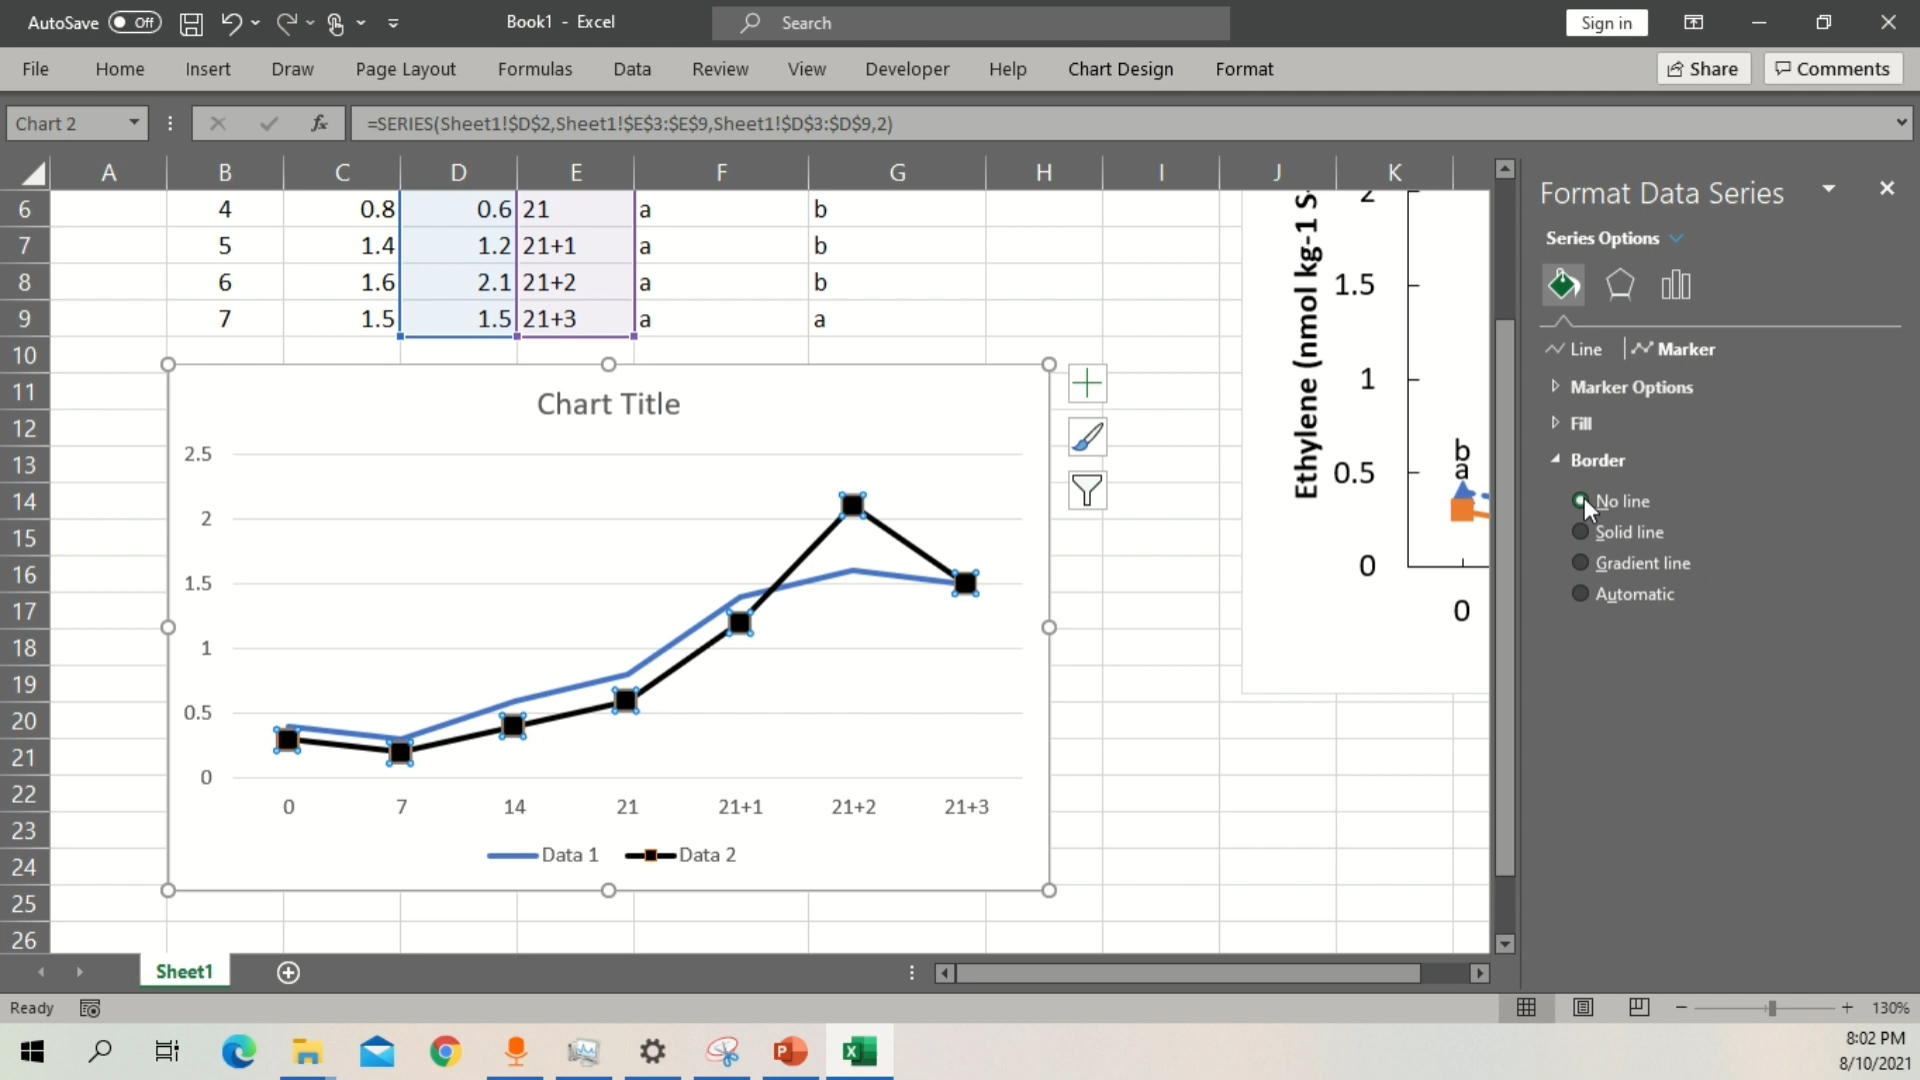 AutoSave Off Book1 - Excel Search Sign in
File Home Insert Draw Page Layout Formulas Data Review View Developer Help Chart Design Format Share Comments
Chart 2 fx =SERIES(Sheet1!$D$2,Sheet1!$E$3:$E$9,Sheet1!$D$3:$D$9,2)
A B C D E F G H I J K
6 4 0.8 0.6 21 a b
7 5 1.4 1.2 21+1 a b
8 6 1.6 2.1 21+2 a b
9 7 1.5 1.5 21+3 a a
10
11
12
13
14
15
16
17
18
19
20
21
22
23
24
25
26
Chart Title
2.5
2
1.5
1
0.5
0
0 7 14 21 21+1 21+2 21+3
Data 1 Data 2
Ethylene (nmol kg-1 S
2
1.5
1
0.5
0
b
a
0
Format Data Series
Series Options
Line Marker
Marker Options
Fill
Border
No line
Solid line
Gradient line
Automatic
Sheet1
Ready 130%
8:02 PM
8/10/2021